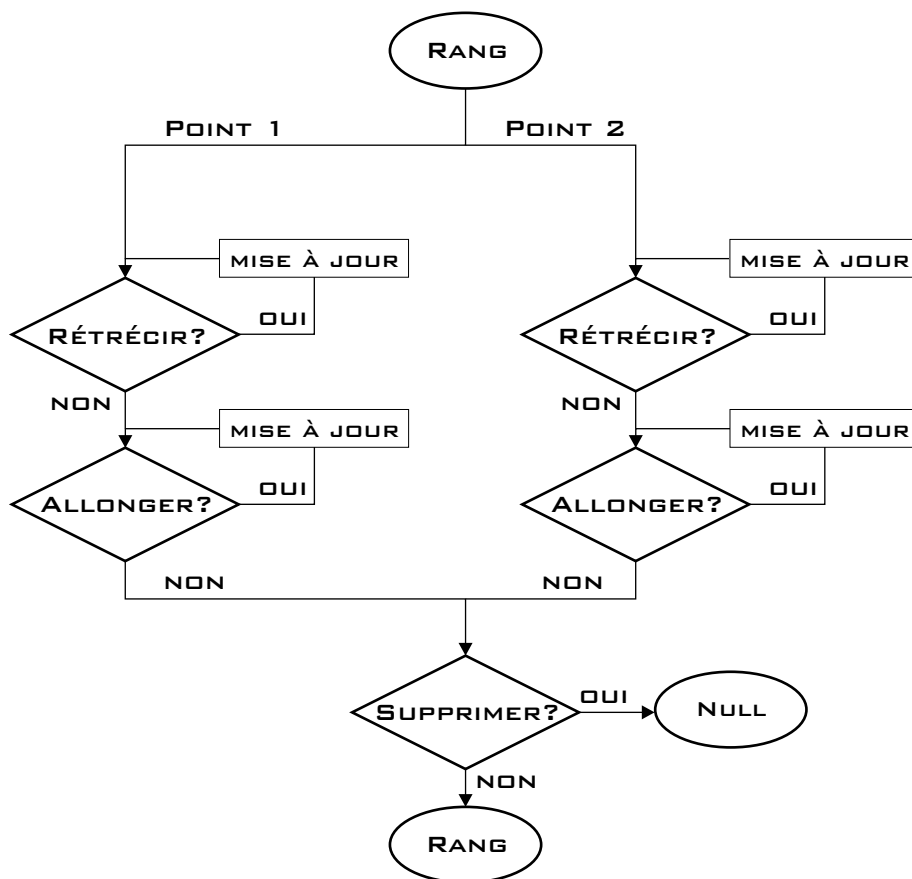 Rang
Point 1 Point 2
mise à jour mise à jour
oui oui
Rétrécir? Rétrécir?
non non
mise à jour mise à jour
oui oui
Allonger? Allonger?
non non
oui
Supprimer? Null
non
Rang